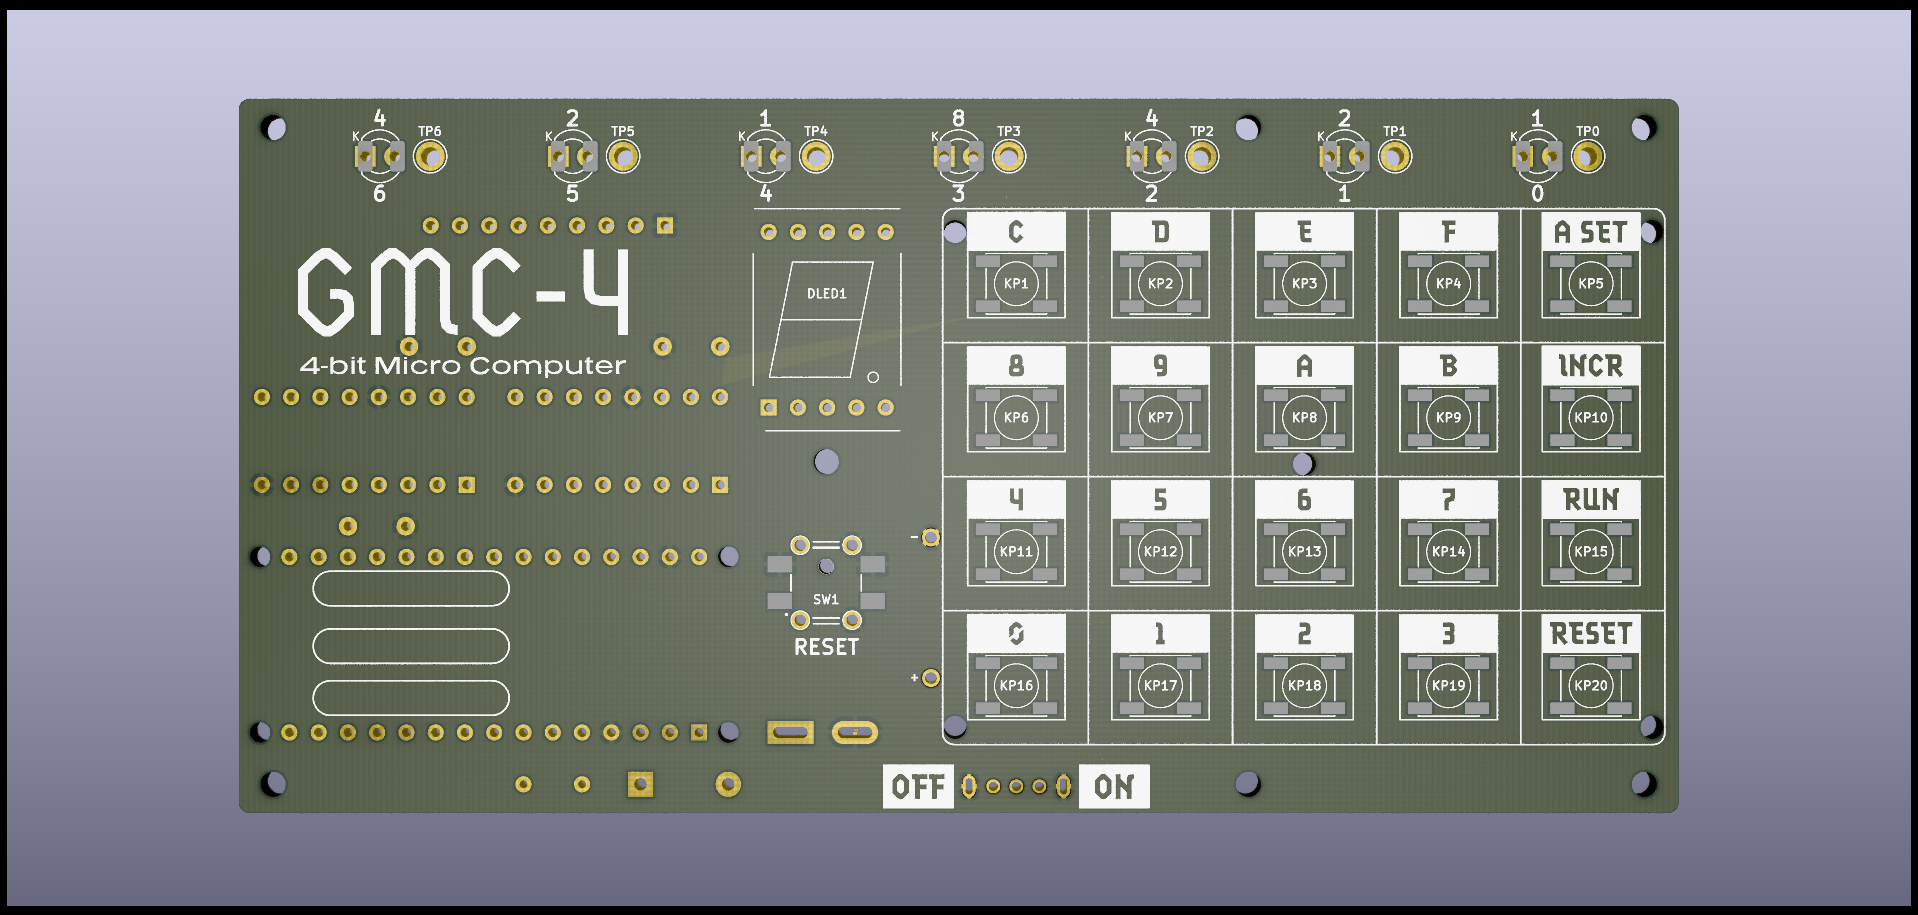 4 2 1 8 4 2 1
K TP6 K TP5 K TP4 K TP3 K TP2 K TP1 K TP0
6 5 4 3 2 1 0
GMC-4
4-bit Micro Computer
DLED1
C D E F A SET
KP1 KP2 KP3 KP4 KP5
8 9 A B INCR
KP6 KP7 KP8 KP9 KP10
4 5 6 7 RUN
KP11 KP12 KP13 KP14 KP15
-
SW1
RESET
+
0 1 2 3 RESET
KP16 KP17 KP18 KP19 KP20
OFF ON